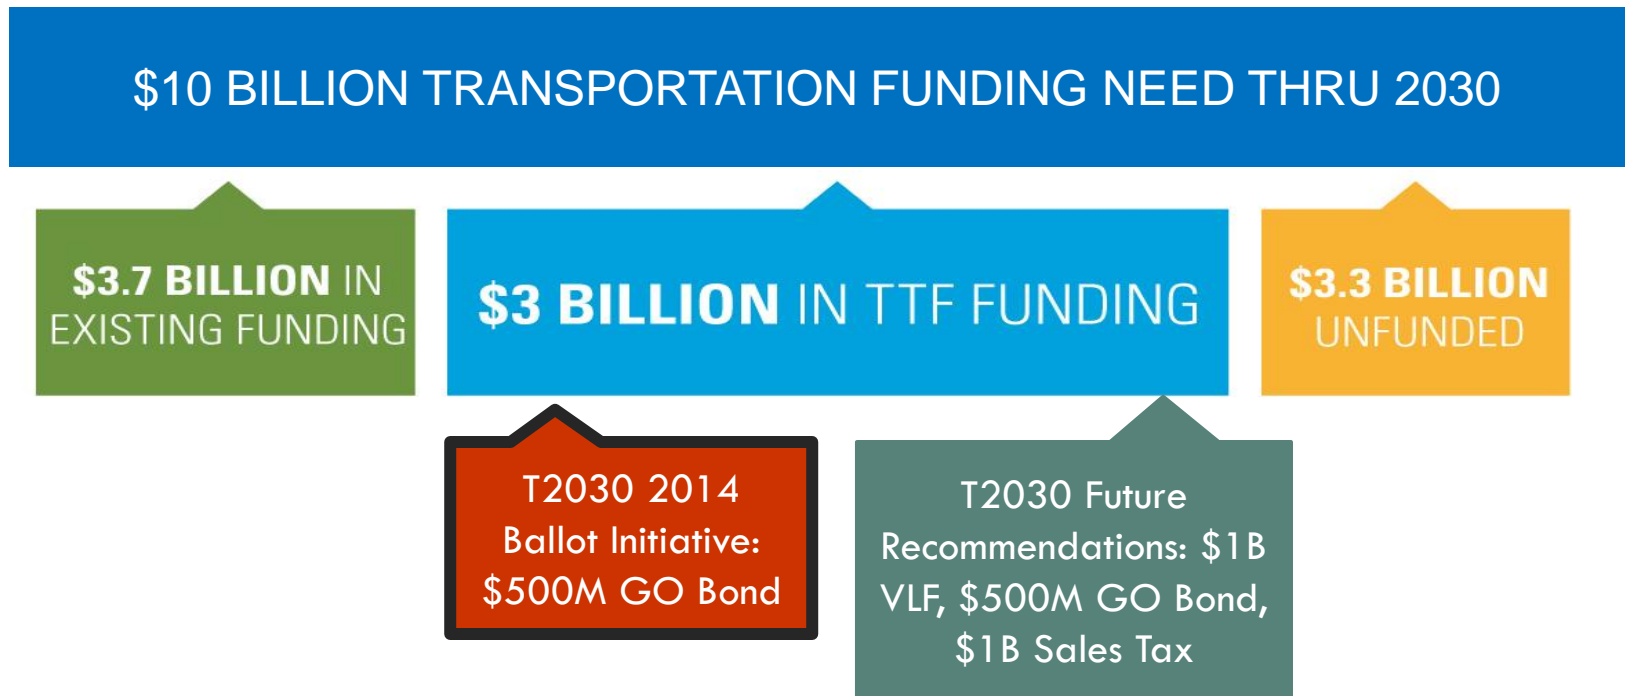 $10 BILLION TRANSPORTATION FUNDING NEED THRU 2030
$3.7 BILLION IN
EXISTING FUNDING
$3 BILLION IN TTF FUNDING
$3.3 BILLION
UNFUNDED
T2030 2014
Ballot Initiative:
$500M GO Bond
T2030 Future
Recommendations: $1B
VLF, $500M GO Bond,
$1B Sales Tax